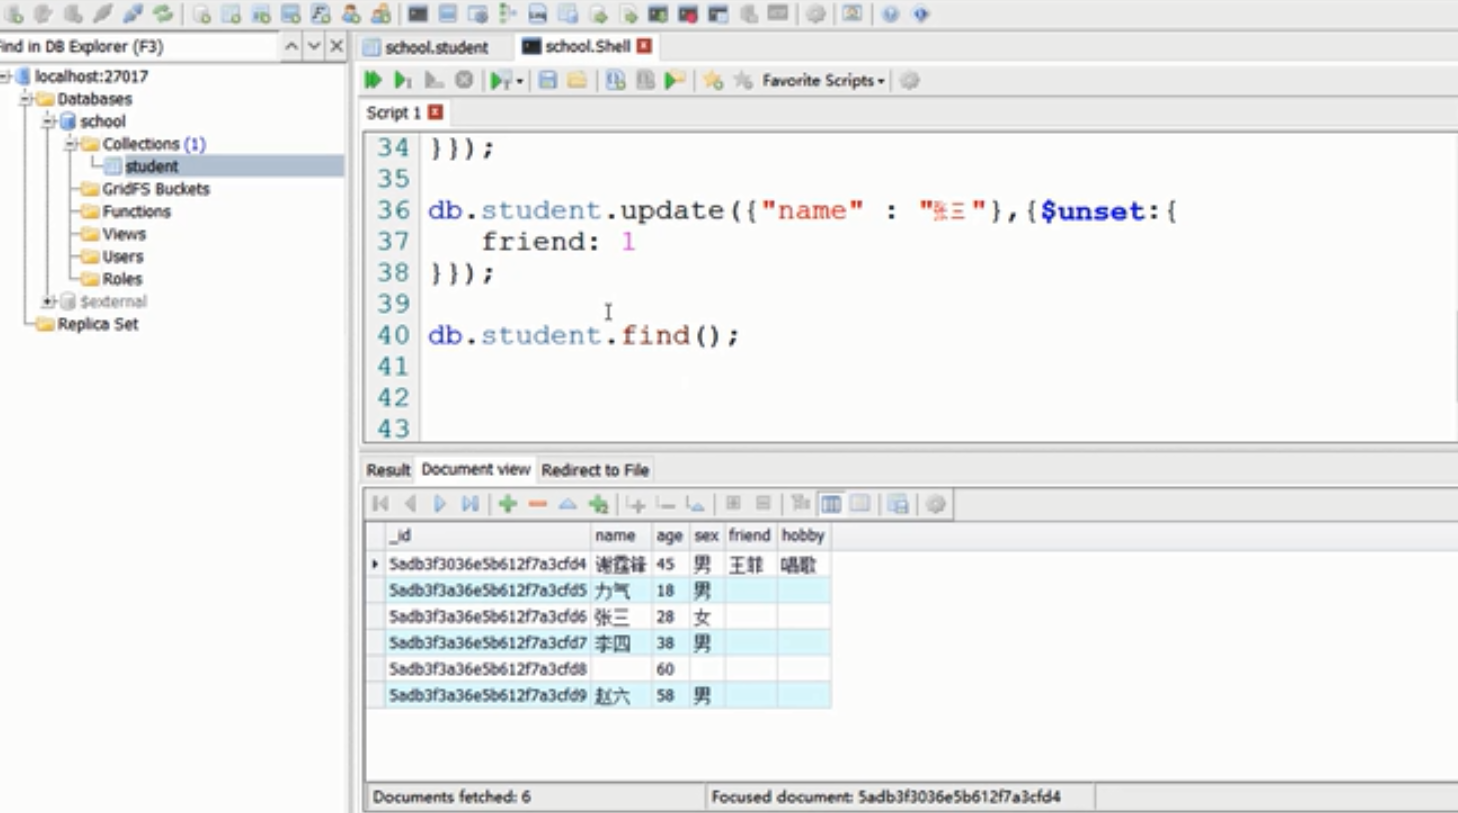 Find in DB Explorer (F3)
localhost:27017
Databases
school
Collections (1)
student
GridFS Buckets
Functions
Views
Users
Roles
$external
Replica Set
school.student
school.Shell
Favorite Scripts
Script 1
34 }});
35
36 db.student.update({"name" : "张三"},{$unset:{
37 friend: 1
38 }});
39
40 db.student.find();
41
42
43
Result Document view Redirect to File
_id name age sex friend hobby
5adb3f3036e5b612f7a3cfd4 谢霆锋 45 男 王菲 唱歌
5adb3f3a36e5b612f7a3cfd5 力气 18 男
5adb3f3a36e5b612f7a3cfd6 张三 28 女
5adb3f3a36e5b612f7a3cfd7 李四 38 男
5adb3f3a36e5b612f7a3cfd8 60
5adb3f3a36e5b612f7a3cfd9 赵六 58 男
Documents fetched: 6
Focused document: 5adb3f3036e5b612f7a3cfd4